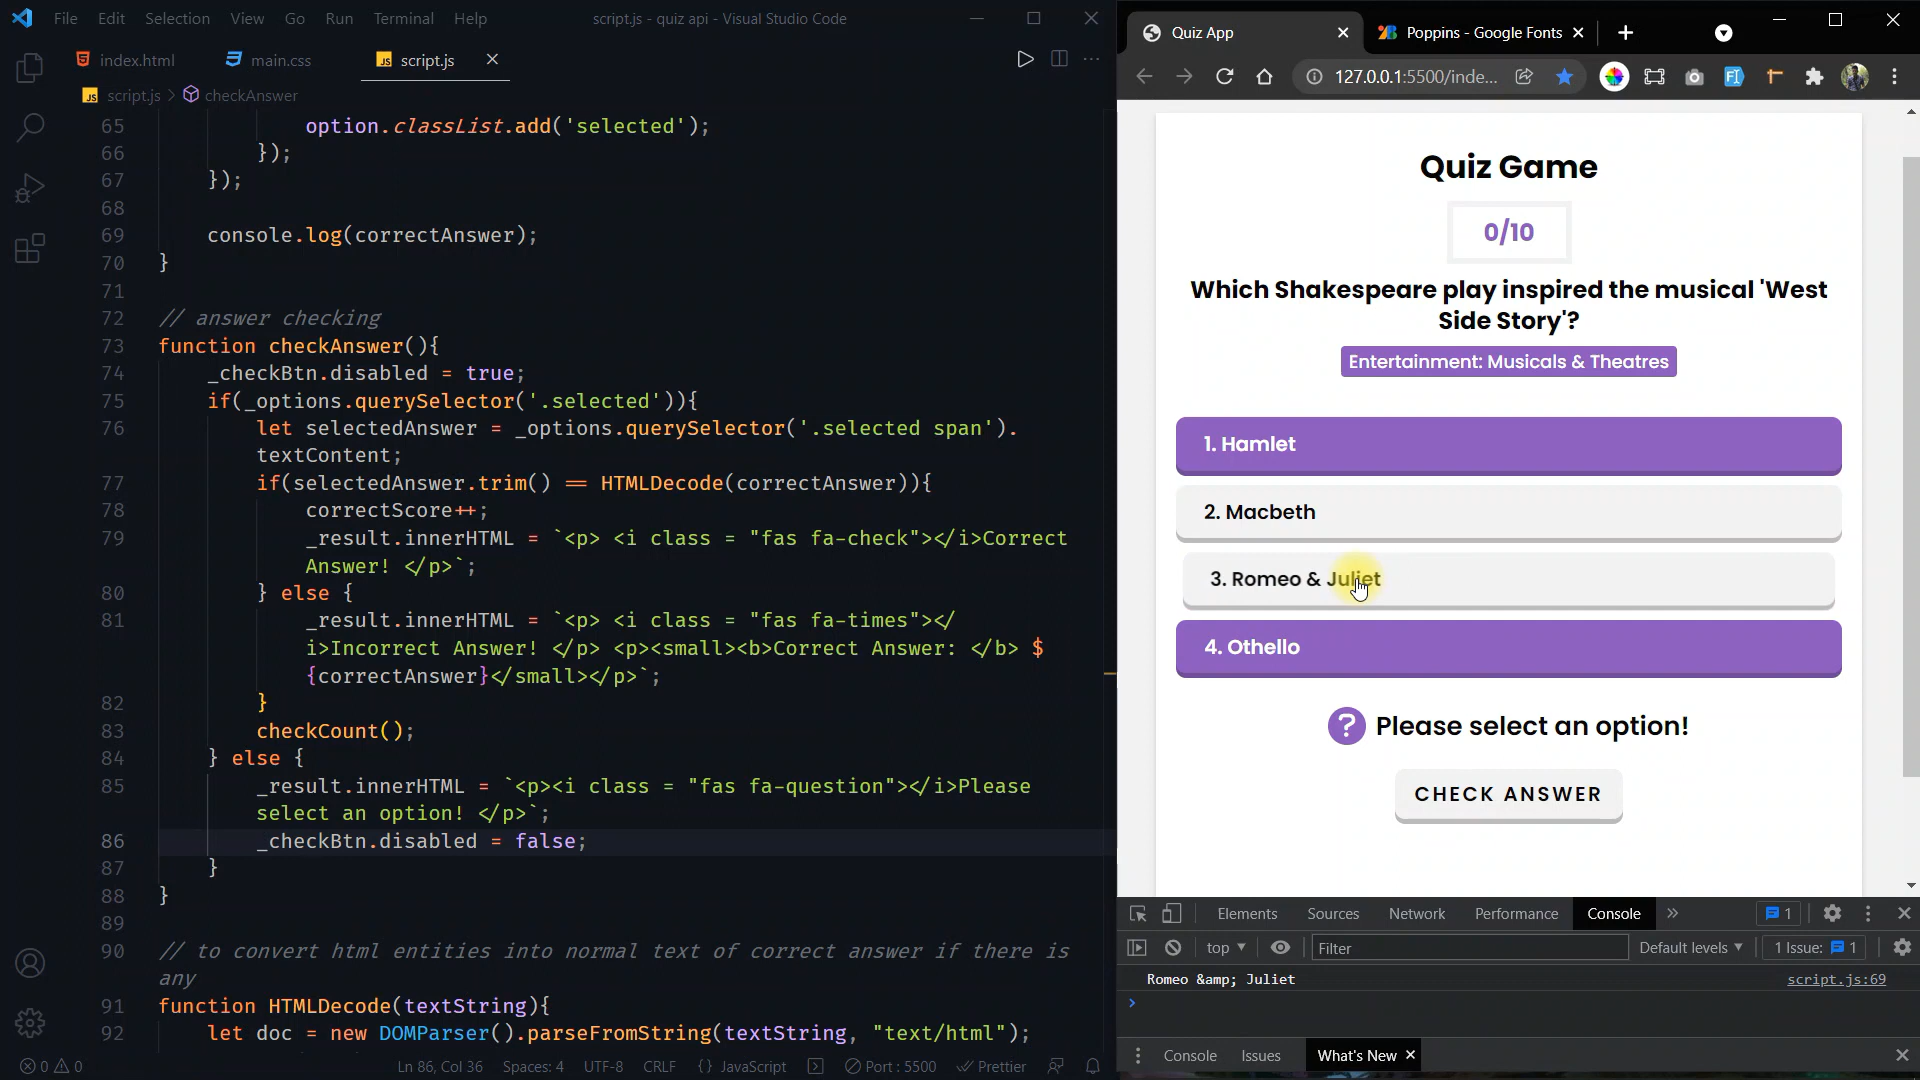 File Edit Selection View Go Run Terminal Help
script.js - quiz api - Visual Studio Code
index.html
main.css
script.js
script.js > checkAnswer
65 option.classList.add('selected');
66 });
67 });
68
69 console.log(correctAnswer);
70 }
71
72 // answer checking
73 function checkAnswer(){
74 _checkBtn.disabled = true;
75 if(_options.querySelector('.selected')){
76 let selectedAnswer = _options.querySelector('.selected span').
textContent;
77 if(selectedAnswer.trim() == HTMLDecode(correctAnswer)){
78 correctScore++;
79 _result.innerHTML = `<p> <i class = "fas fa-check"></i>Correct
Answer! </p>`;
80 } else {
81 _result.innerHTML = `<p> <i class = "fas fa-times"></
i>Incorrect Answer! </p> <p><small><b>Correct Answer: </b> $
{correctAnswer}</small></p>`;
82 }
83 checkCount();
84 } else {
85 _result.innerHTML = `<p><i class = "fas fa-question"></i>Please
select an option! </p>`;
86 _checkBtn.disabled = false;
87 }
88 }
89
90 // to convert html entities into normal text of correct answer if there is
any
91 function HTMLDecode(textString){
92 let doc = new DOMParser().parseFromString(textString, "text/html");
0 0
Ln 86, Col 36
Spaces: 4
UTF-8
CRLF
{} JavaScript
Port : 5500
Prettier
Quiz App
Poppins - Google Fonts
127.0.0.1:5500/inde...
Quiz Game
0/10
Which Shakespeare play inspired the musical 'West
Side Story'?
Entertainment: Musicals & Theatres
1. Hamlet
2. Macbeth
3. Romeo & Juliet
4. Othello
? Please select an option!
CHECK ANSWER
Elements Sources Network Performance Console » 1
top Filter Default levels 1 Issue: 1
Romeo &amp; Juliet script.js:69
>
Console Issues What's New